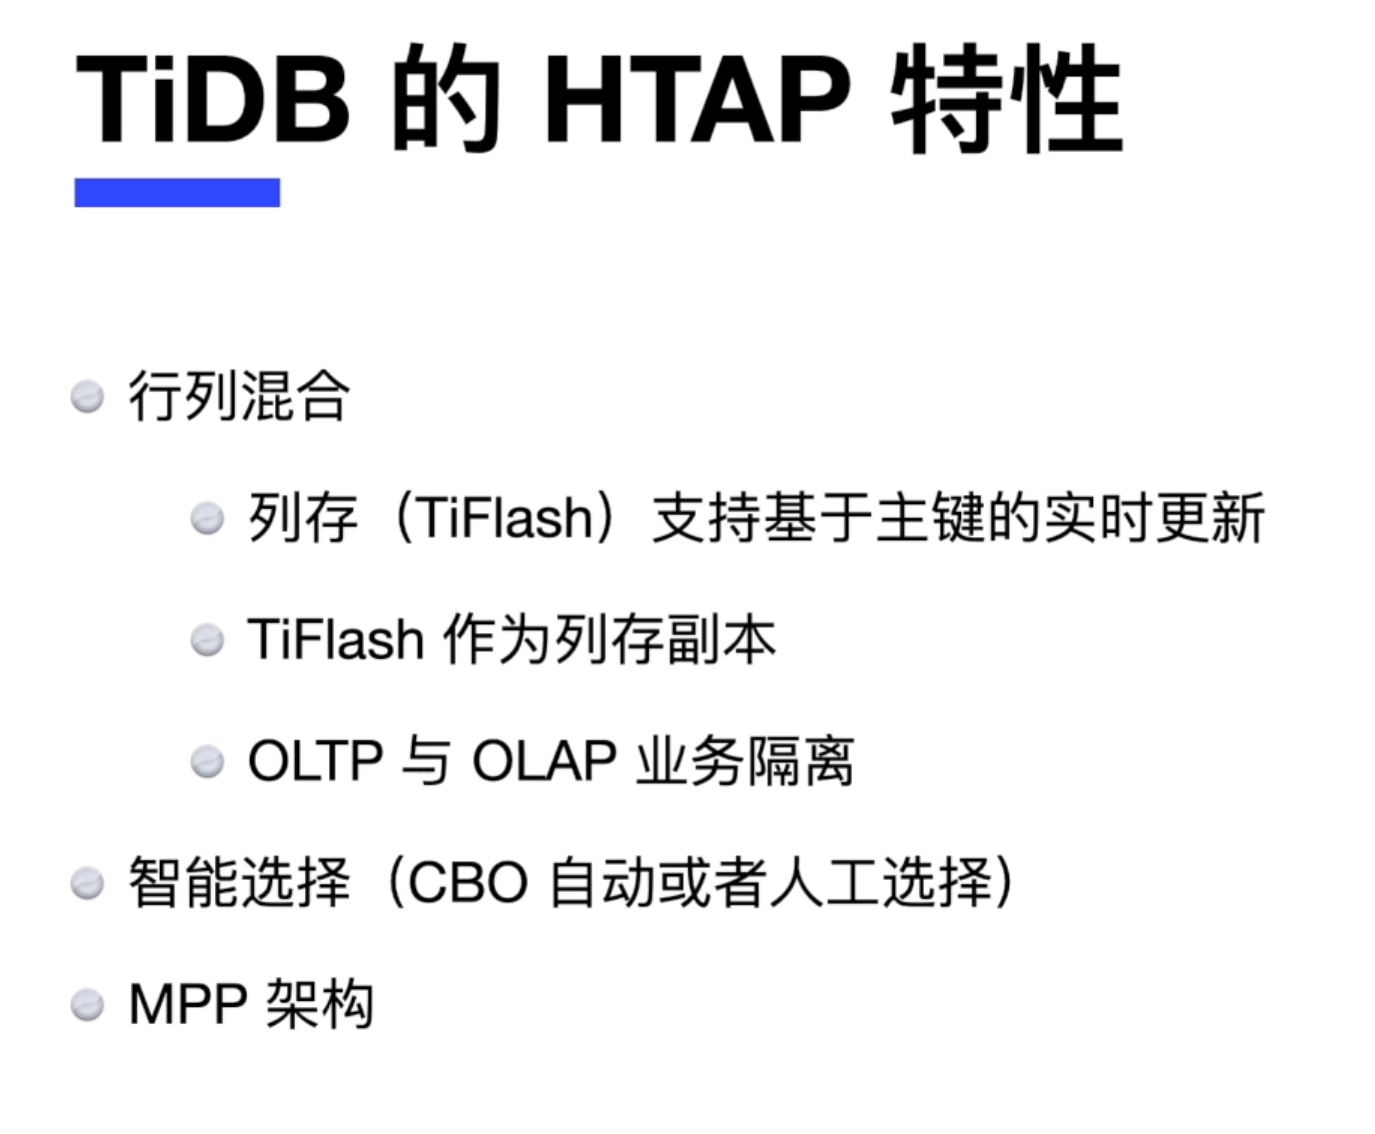 TiDB 的 HTAP 特性
行列混合
列存（TiFlash）支持基于主键的实时更新
TiFlash 作为列存副本
OLTP 与 OLAP 业务隔离
智能选择（CBO 自动或者人工选择）
MPP 架构